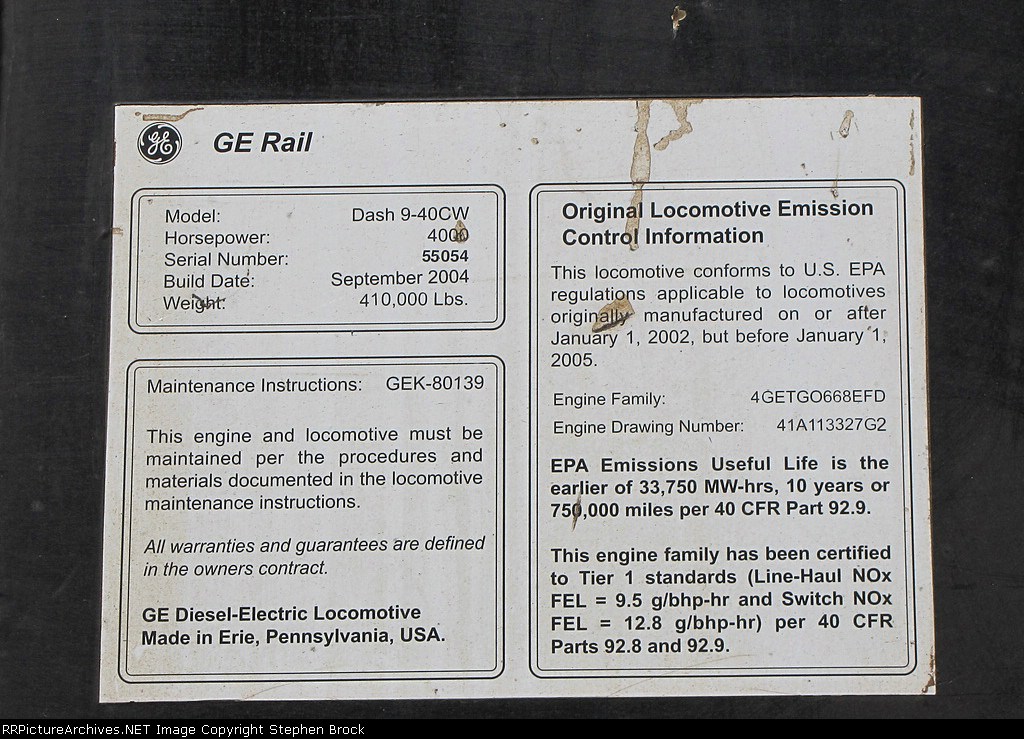 GE
GE Rail
Model: Dash 9-40CW
Horsepower: 4000
Serial Number: 55054
Build Date: September 2004
Weight: 410,000 Lbs.
Maintenance Instructions: GEK-80139
This engine and locomotive must be
maintained per the procedures and
materials documented in the locomotive
maintenance instructions.
All warranties and guarantees are defined
in the owners contract.
GE Diesel-Electric Locomotive
Made in Erie, Pennsylvania, USA.
Original Locomotive Emission
Control Information
This locomotive conforms to U.S. EPA
regulations applicable to locomotives
originally manufactured on or after
January 1, 2002, but before January 1,
2005.
Engine Family: 4GETGO668EFD
Engine Drawing Number: 41A113327G2
EPA Emissions Useful Life is the
earlier of 33,750 MW-hrs, 10 years or
750,000 miles per 40 CFR Part 92.9.
This engine family has been certified
to Tier 1 standards (Line-Haul NOx
FEL = 9.5 g/bhp-hr and Switch NOx
FEL = 12.8 g/bhp-hr) per 40 CFR
Parts 92.8 and 92.9.
RRPictureArchives.NET Image Copyright Stephen Brock